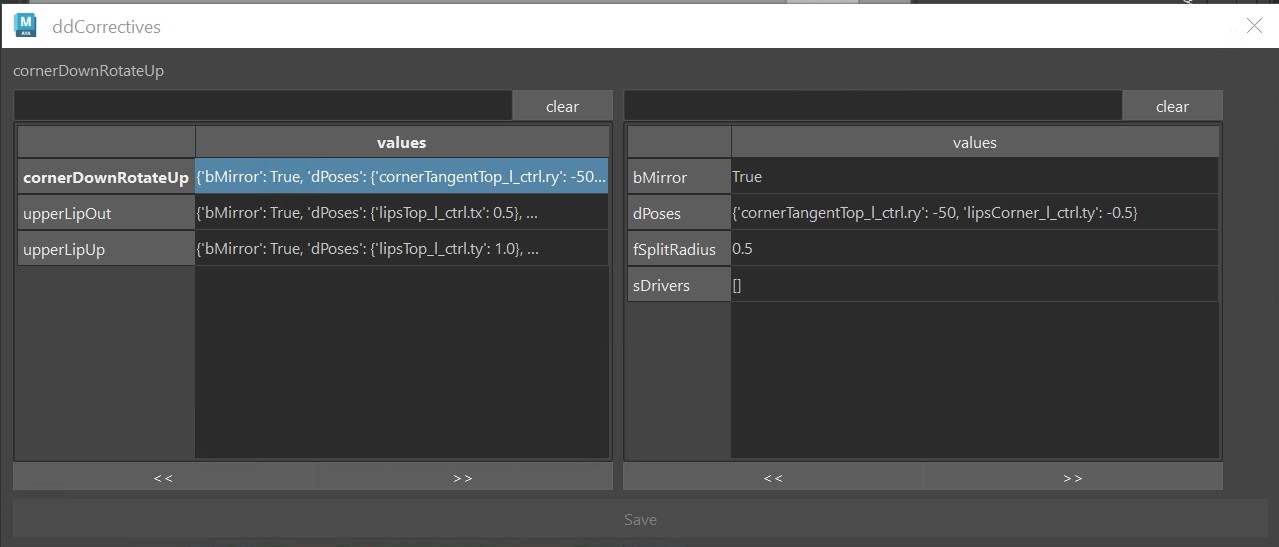 M
AYA
ddCorrectives
cornerDownRotateUp
clear
clear
values
cornerDownRotateUp {'bMirror': True, 'dPoses': {'cornerTangentTop_l_ctrl.ry': -50...
upperLipOut {'bMirror': True, 'dPoses': {'lipsTop_l_ctrl.tx': 0.5}, ...
upperLipUp {'bMirror': True, 'dPoses': {'lipsTop_l_ctrl.ty': 1.0}, ...
<< >>
values
bMirror True
dPoses {'cornerTangentTop_l_ctrl.ry': -50, 'lipsCorner_l_ctrl.ty': -0.5}
fSplitRadius 0.5
sDrivers []
<< >>
Save